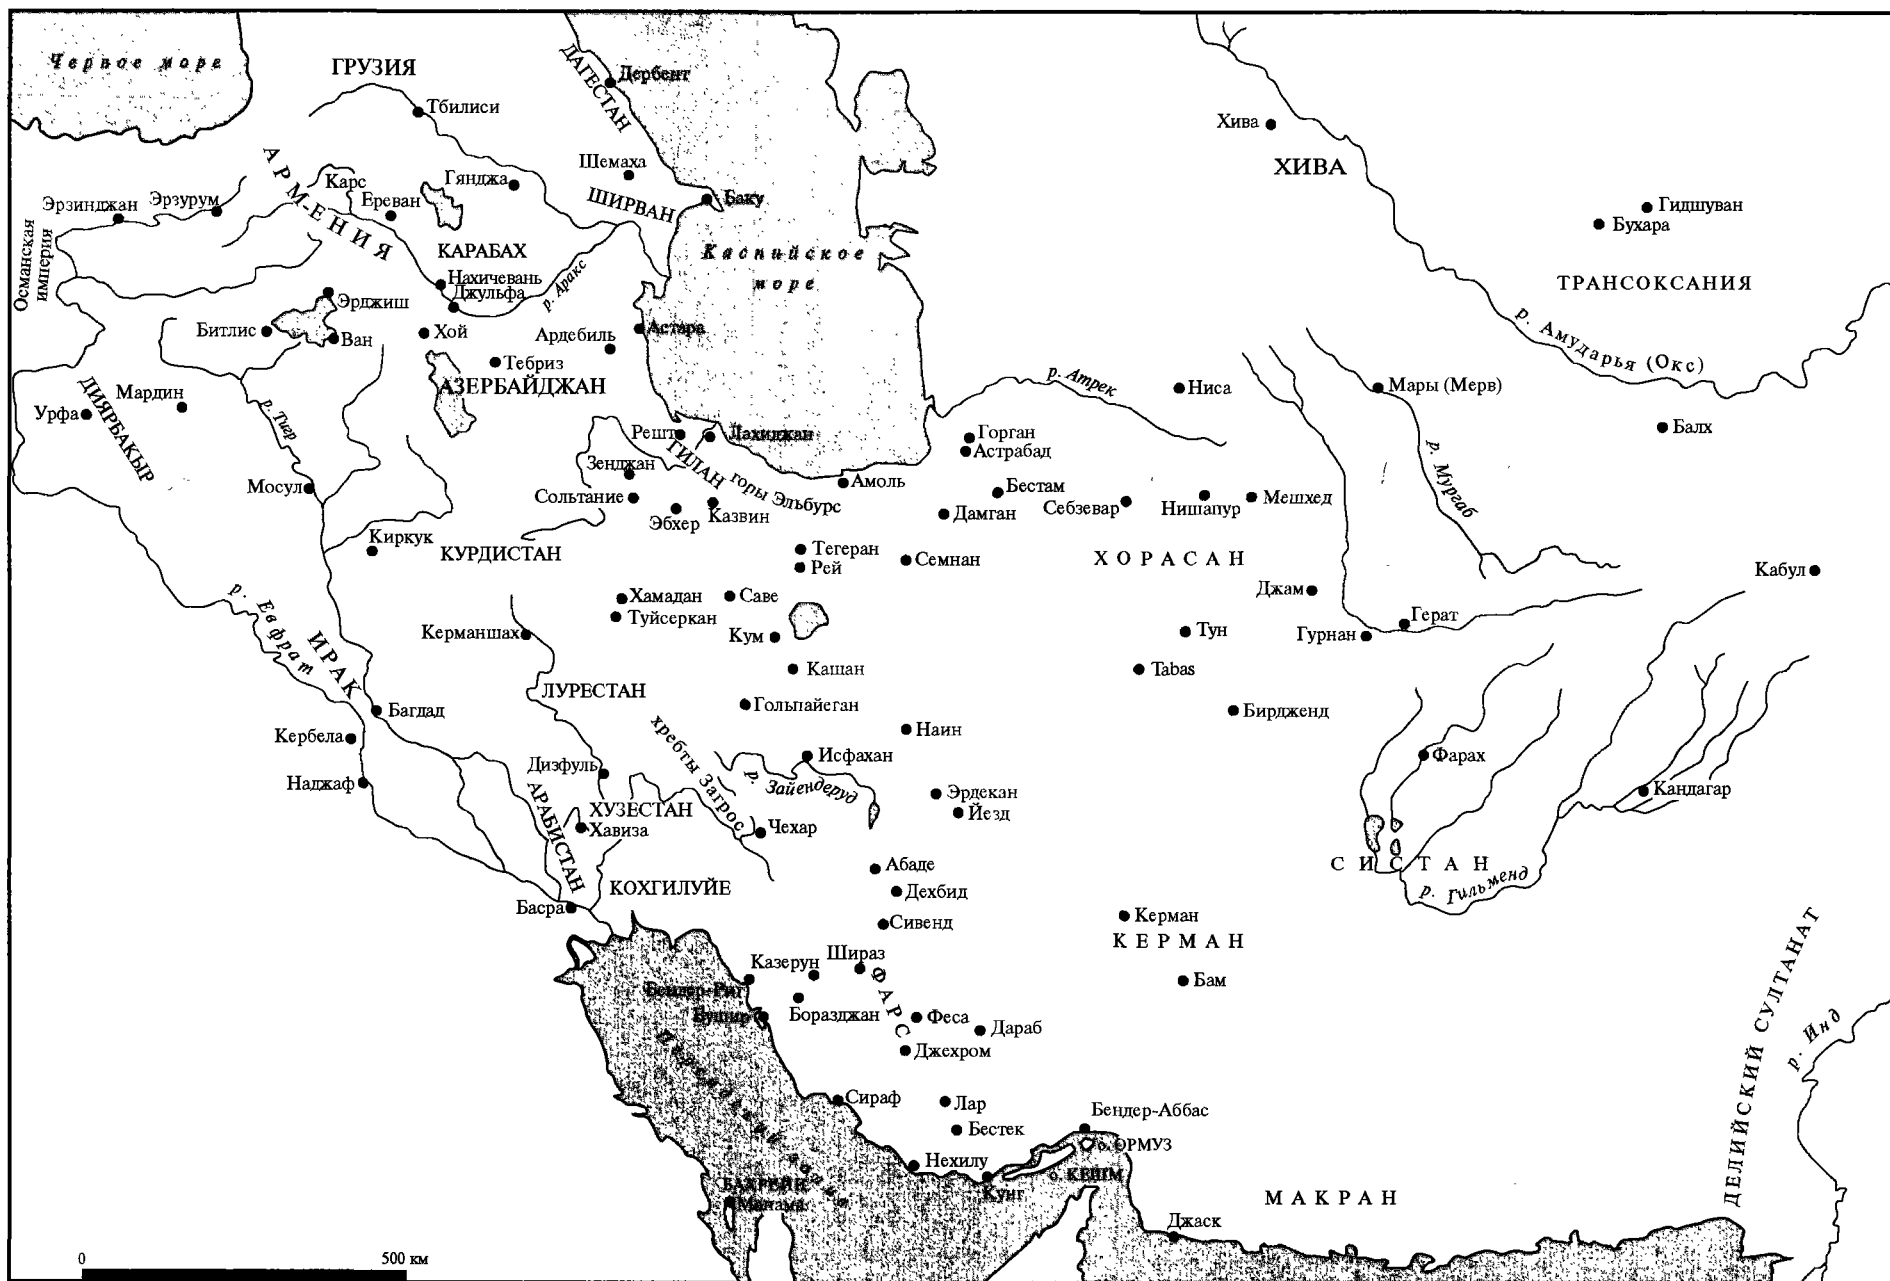 Черное море
ГРУЗИЯ
ДАГЕСТАН
Дербент
Тбилиси
Хива
ХИВА
Шемаха
АРМЕНИЯ
Карс
Гянджа
Ереван
ШИРВАН
Баку
Эрзинджан
Эрзурум
Гидшуван
Бухара
Османская
империя
КАРАБАХ
Каспийское
море
Нахичевань
Джульфа
р. Аракс
ТРАНСОКСАНИЯ
Эрджиш
Битлис
Ван
Хой
Ардебиль
Астара
р. Амударья (Окс)
Тебриз
АЗЕРБАЙДЖАН
р. Атрек
Ниса
Мары (Мерв)
ДИЯРБАКЫР
Мардин
Урфа
р. Тигр
Балх
Решт
Лахиджан
ГИЛАН
Горган
Астрабад
р. Мургаб
Зенджан
горы Эльбурс
Мосул
Сольтание
Амоль
Бестам
Эбхер
Казвин
Дамган
Себзевар
Нишапур
Мешхед
Киркук
КУРДИСТАН
Тегеран
Рей
Семнан
ХОРАСАН
Кабул
Джам
р. Евфрат
Хамадан
Саве
Туйсеркан
Герат
ИРАК
Керманшах
Кум
Тун
Гурнан
Кашан
Tabas
ЛУРЕСТАН
Гольпайеган
Багдад
Бирдженд
хребты Загрос
Наин
Кербела
Исфахан
Фарах
Дизфуль
р. Зайендеруд
Наджаф
Эрдекан
Кандагар
АРАБИСТАН
ХУЗЕСТАН
Йезд
Хавиза
Чехар
Абаде
СИСТАН
КОХГИЛУЙЕ
Дехбид
р. Гильменд
Басра
Сивенд
Керман
КЕРМАН
Казерун
Шираз
ФАРС
Бам
Бендер-Риг
Бушир
Боразджан
Феса
Дараб
Джехром
ДЕЛИЙСКИЙ СУЛТАНАТ
р. Инд
Сираф
Лар
Бендер-Аббас
Бестек
о. ОРМУЗ
Нехилу
о. КЕШМ
Кунг
БАХРЕЙН
Манама
МАКРАН
Джаск
0
500 км